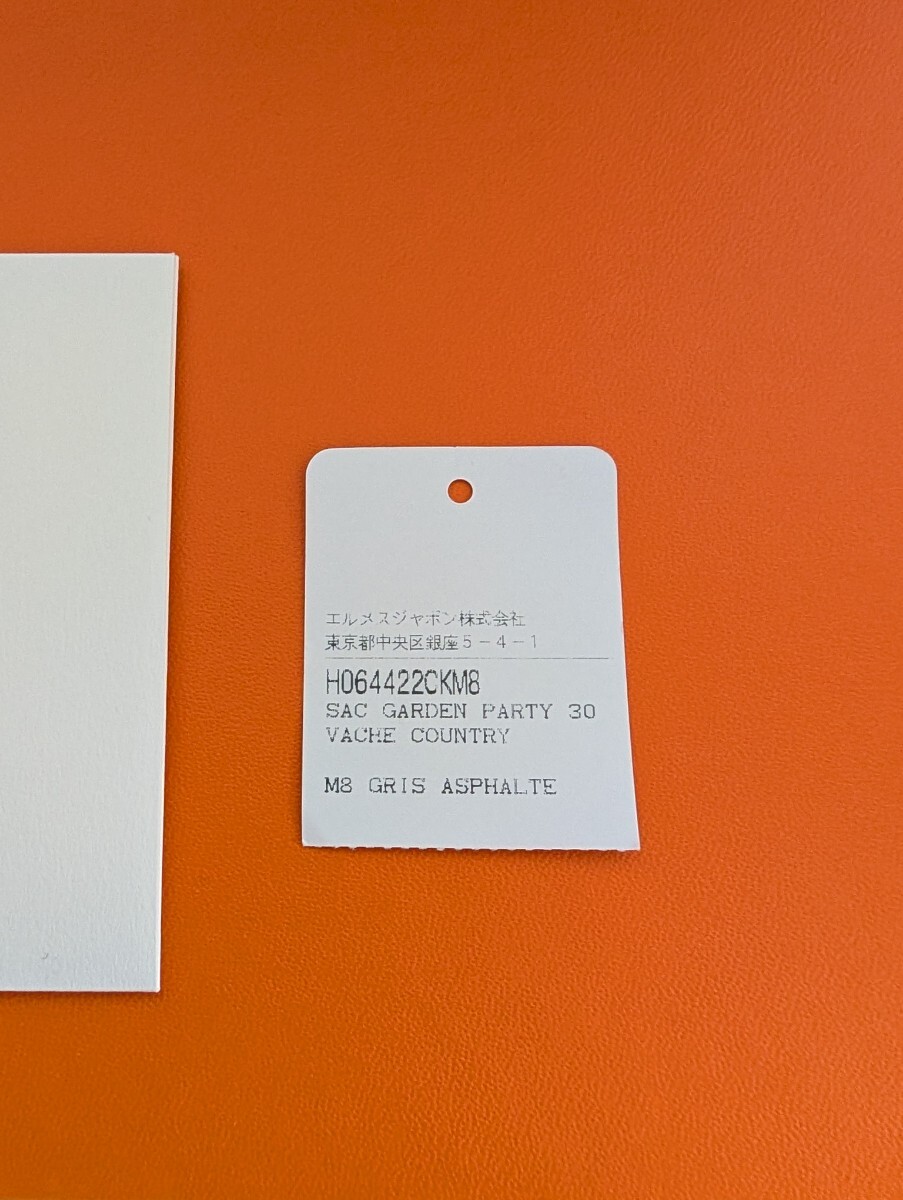 エルメスジャポン株式会社
東京都中央区銀座5-4-1
H064422CKM8
SAC GARDEN PARTY 30
VACHE COUNTRY
M8 GRIS ASPHALTE